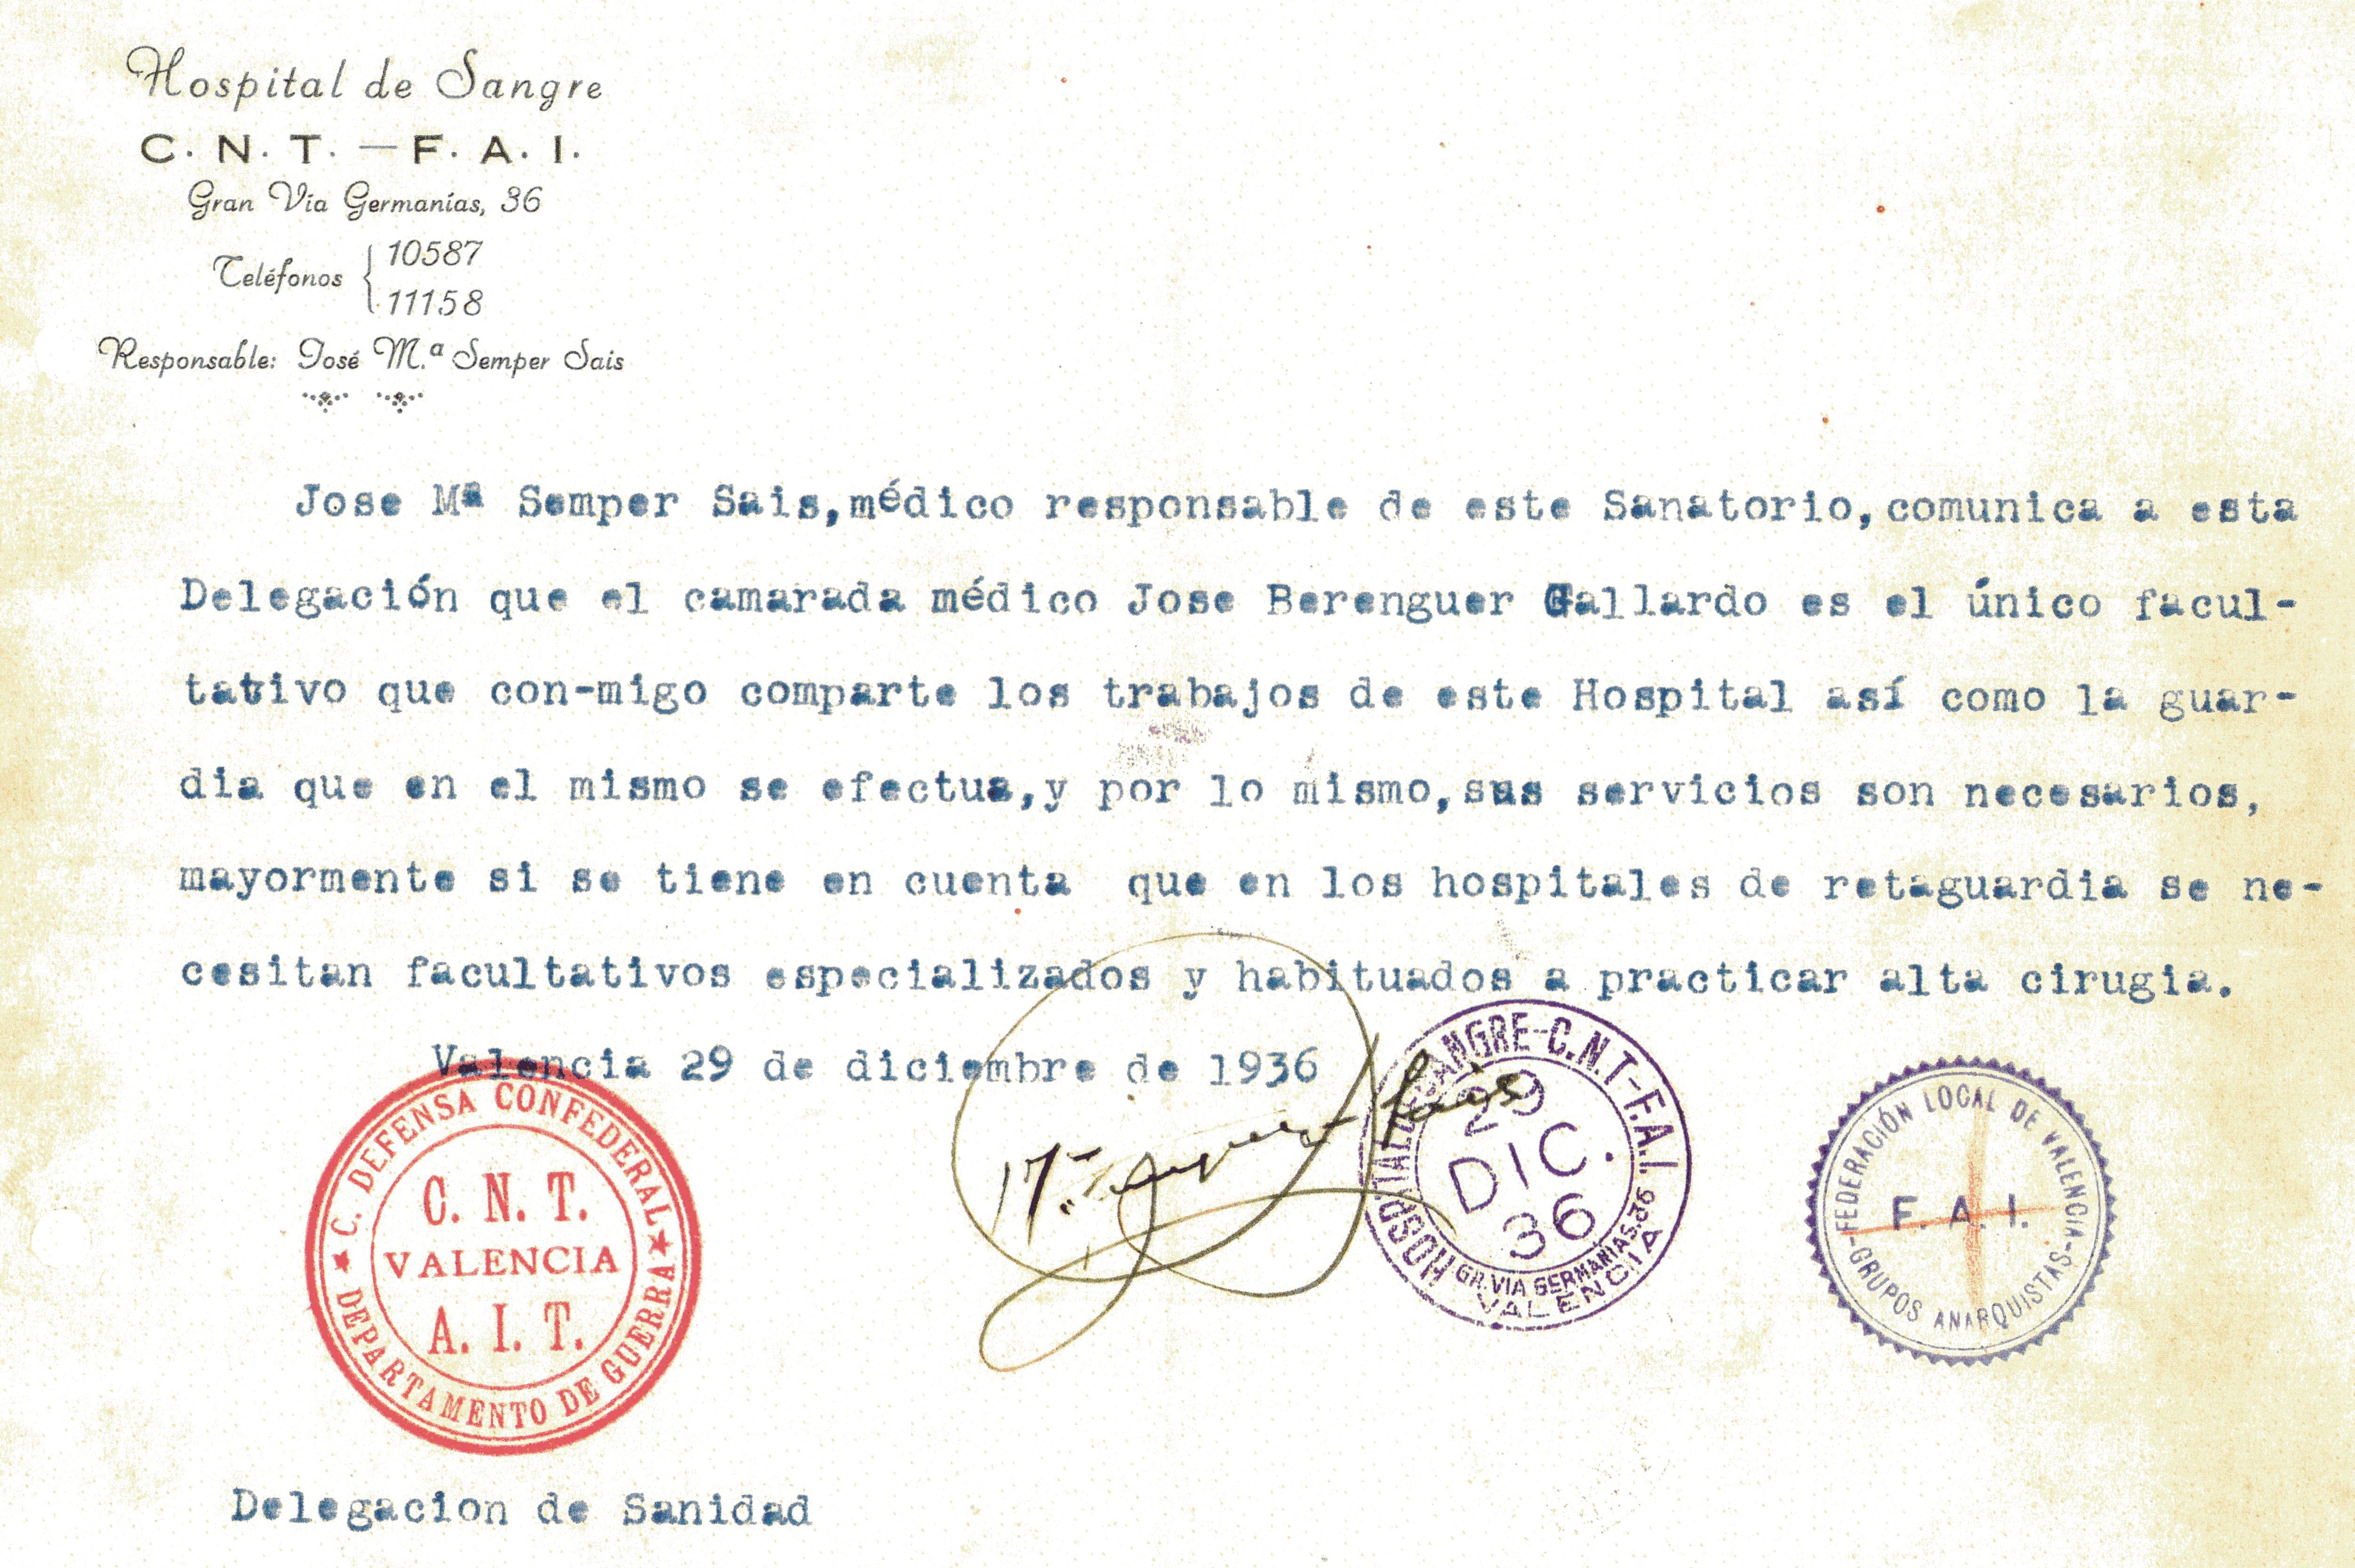 Hospital de Sangre
C. N. T. — F. A. I.
Gran Vía Germanías, 36
Teléfonos { 10587
11158
Responsable: José M.ª Semper Sais
Jose Mª Semper Sais,médico responsable de este Sanatorio,comunica a esta
Delegación que el camarada médico Jose Berenguer Gallardo es el único facul-
tativo que con-migo comparte los trabajos de este Hospital así como la guar-
dia que en el mismo se efectua,y por lo mismo,sus servicios son necesarios,
mayormente si se tiene en cuenta que en los hospitales de retaguardia se ne-
cesitan facultativos especializados y habituados a practicar alta cirugia.
Valencia 29 de diciembre de 1936
★ C. DEFENSA CONFEDERAL ★
C. N. T.
VALENCIA
A. I. T.
DEPARTAMENTO DE GUERRA
Mª Semper Sais
HOSPITAL DE SANGRE-C.N.T-F.A.I.
29
DIC.
36
GR.VIA GERMANIAS.36
VALENCIA
-FEDERACIÓN LOCAL DE VALENCIA-
F. A. I.
GRUPOS ANARQUISTAS
Delegacion de Sanidad